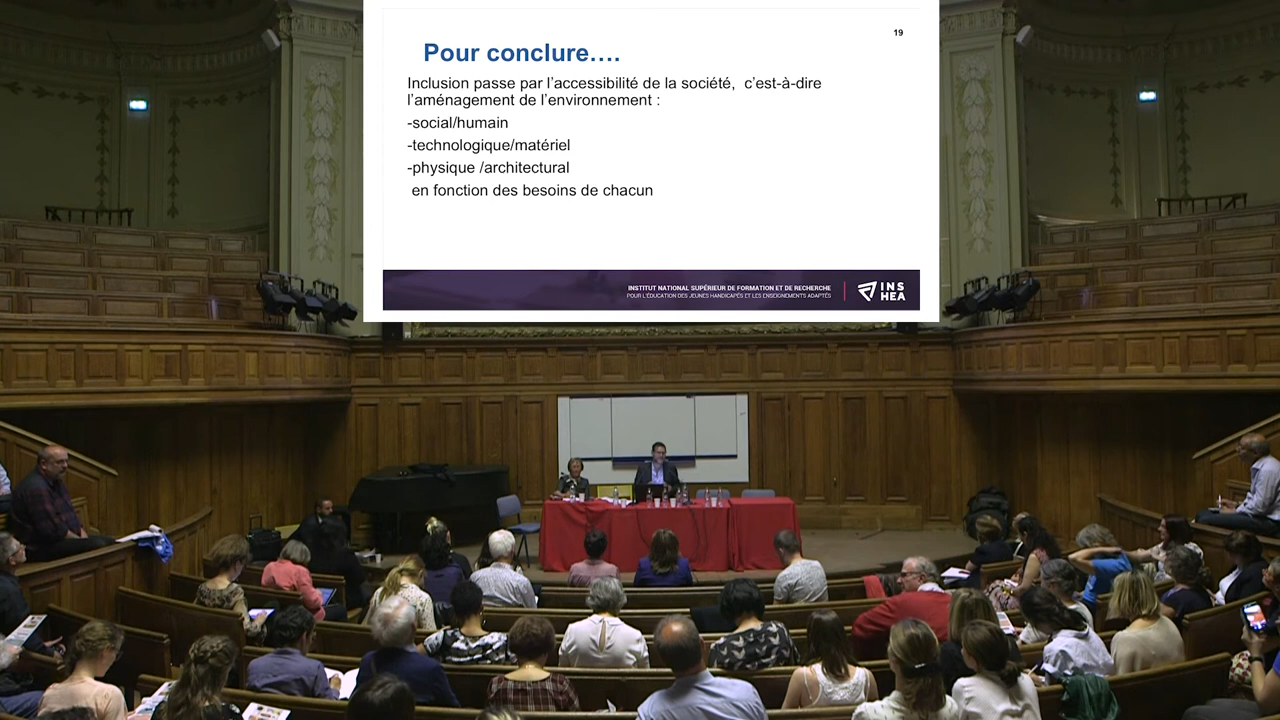 19
Pour conclure....
Inclusion passe par l'accessibilité de la société, c'est-à-dire
l'aménagement de l'environnement :
-social/humain
-technologique/matériel
-physique /architectural
en fonction des besoins de chacun
INSTITUT NATIONAL SUPÉRIEUR DE FORMATION ET DE RECHERCHE
POUR L'ÉDUCATION DES JEUNES HANDICAPÉS ET LES ENSEIGNEMENTS ADAPTÉS
INS
HEA